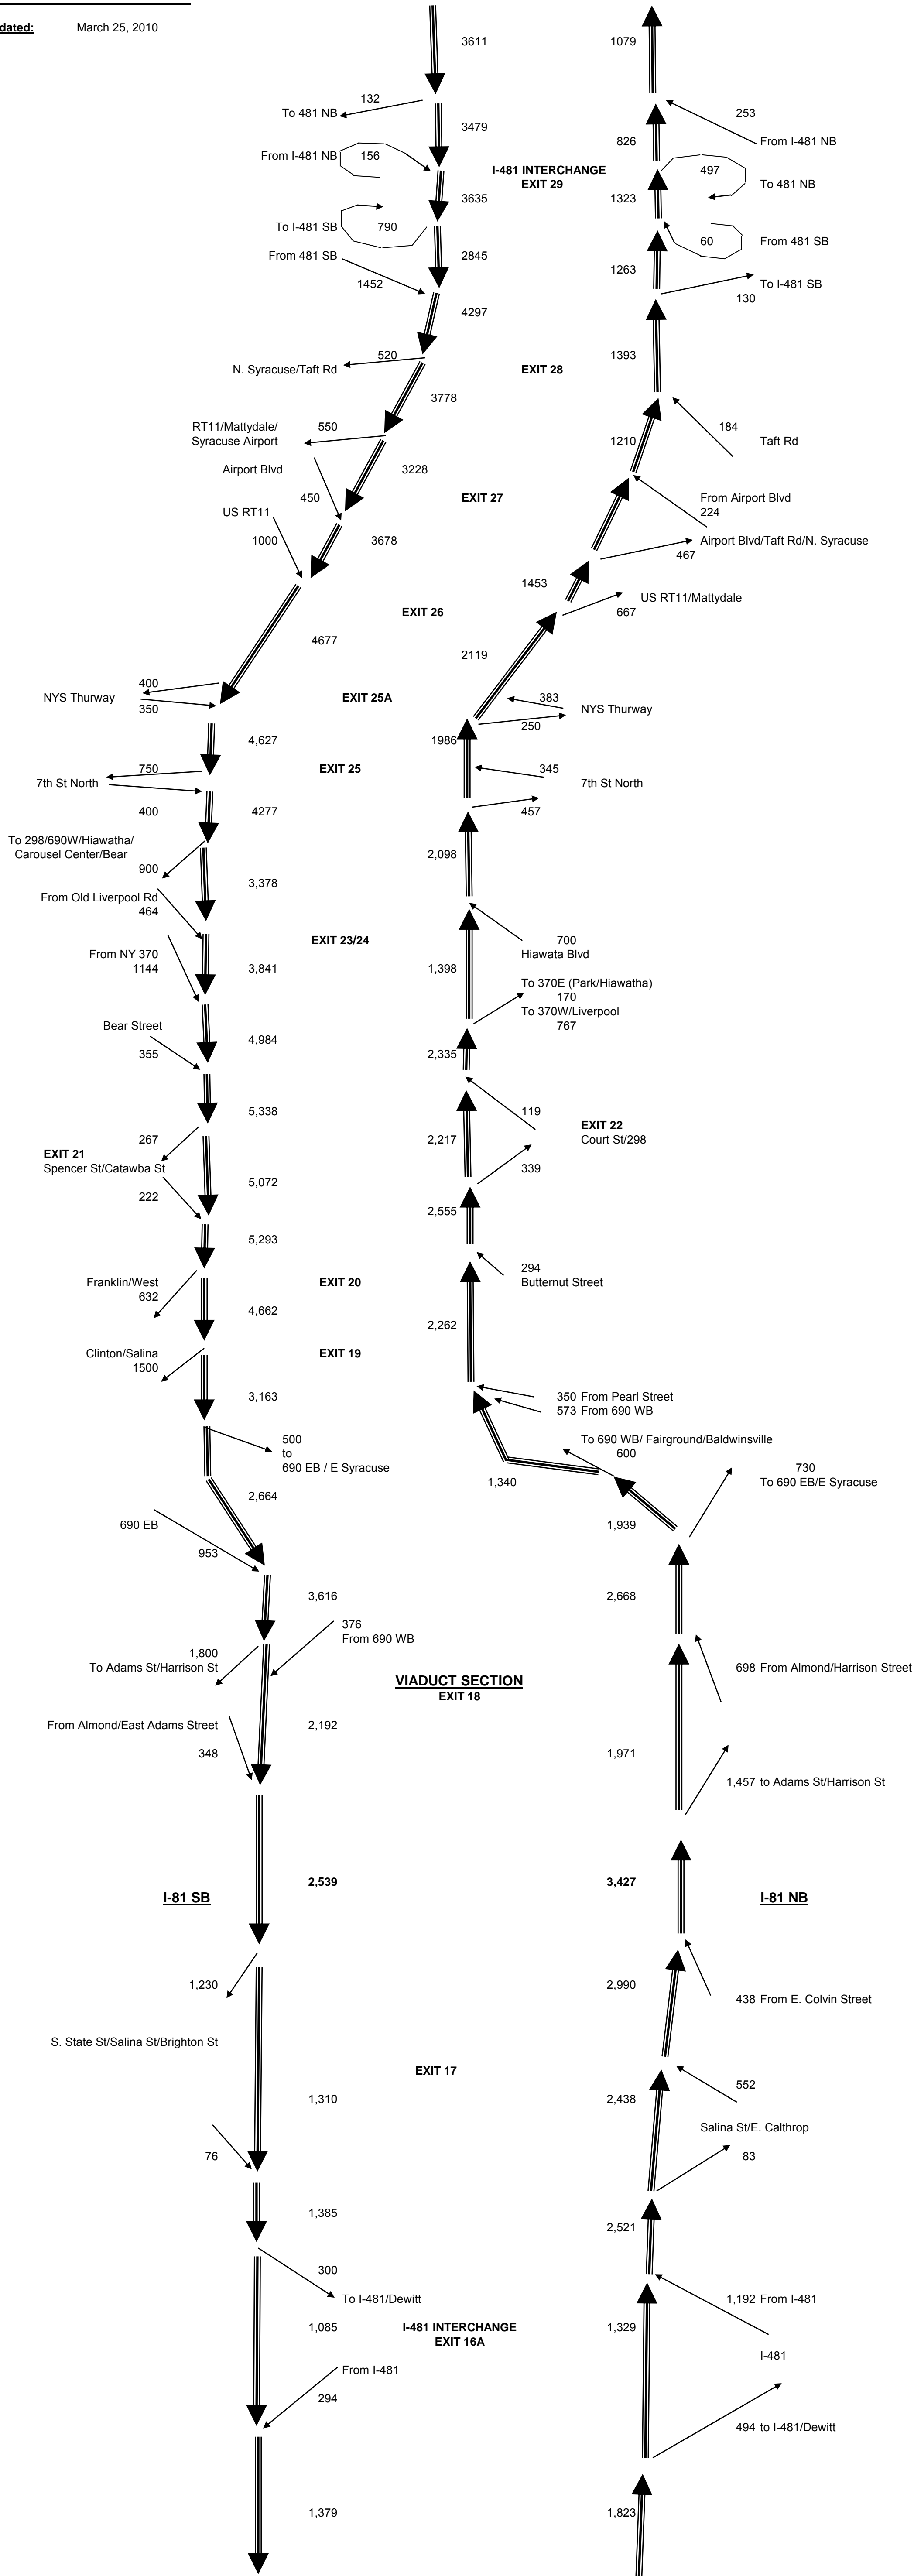 dated: March 25, 2010
3611 1079
132
To 481 NB
253
3479
826
From I-481 NB
From I-481 NB 156
I-481 INTERCHANGE
EXIT 29
497
To 481 NB
3635
1323
To I-481 SB 790
60 From 481 SB
From 481 SB
2845
1263
To I-481 SB
1452
130
4297
520
1393
N. Syracuse/Taft Rd
EXIT 28
3778
RT11/Mattydale/
Syracuse Airport
550
184
Taft Rd
1210
Airport Blvd
3228
450
EXIT 27
From Airport Blvd
224
US RT11
1000
3678
Airport Blvd/Taft Rd/N. Syracuse
467
1453
US RT11/Mattydale
667
EXIT 26
4677
2119
400
NYS Thurway
350
EXIT 25A
383
NYS Thurway
250
4,627
1986
750
7th St North
EXIT 25
345
7th St North
400
4277
457
To 298/690W/Hiawatha/
Carousel Center/Bear
900
2,098
3,378
From Old Liverpool Rd
464
EXIT 23/24
700
Hiawata Blvd
From NY 370
1144
3,841
1,398
To 370E (Park/Hiawatha)
170
To 370W/Liverpool
767
Bear Street
355
4,984
2,335
5,338
119
EXIT 22
Court St/298
267
EXIT 21
Spencer St/Catawba St
222
2,217
339
5,072
2,555
5,293
294
Butternut Street
Franklin/West
632
EXIT 20
4,662
2,262
Clinton/Salina
1500
EXIT 19
3,163
350 From Pearl Street
573 From 690 WB
500
to
690 EB / E Syracuse
To 690 WB/ Fairground/Baldwinsville
600
730
To 690 EB/E Syracuse
2,664
1,340
690 EB
953
1,939
3,616
2,668
376
From 690 WB
1,800
To Adams St/Harrison St
698 From Almond/Harrison Street
VIADUCT SECTION
EXIT 18
From Almond/East Adams Street
348
2,192
1,971
1,457 to Adams St/Harrison St
2,539
3,427
I-81 SB
I-81 NB
1,230
2,990
438 From E. Colvin Street
S. State St/Salina St/Brighton St
EXIT 17
552
1,310
2,438
Salina St/E. Calthrop
76
83
1,385
2,521
300
To I-481/Dewitt
1,192 From I-481
1,085
I-481 INTERCHANGE
EXIT 16A
1,329
I-481
From I-481
294
494 to I-481/Dewitt
1,379
1,823